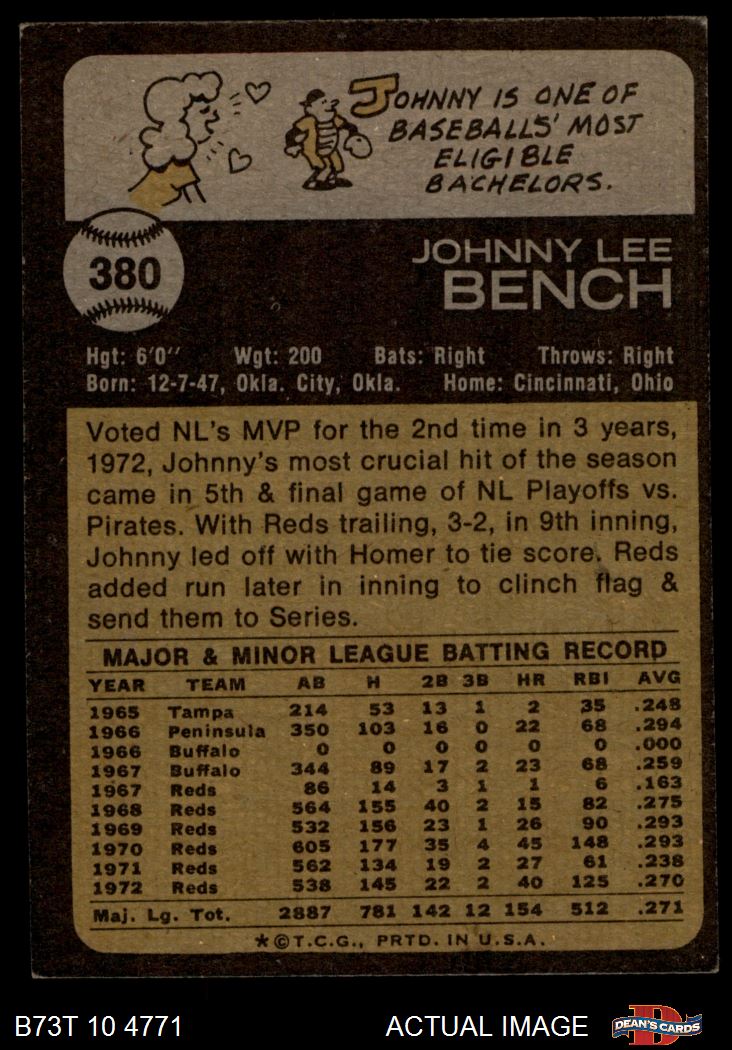 JOHNNY IS ONE OF
BASEBALLS' MOST
ELIGIBLE
BACHELORS.
380
JOHNNY LEE
BENCH
Hgt: 6'0" Wgt: 200 Bats: Right Throws: Right
Born: 12-7-47, Okla. City, Okla. Home: Cincinnati, Ohio
Voted NL's MVP for the 2nd time in 3 years,
1972, Johnny's most crucial hit of the season
came in 5th & final game of NL Playoffs vs.
Pirates. With Reds trailing, 3-2, in 9th inning,
Johnny led off with Homer to tie score. Reds
added run later in inning to clinch flag &
send them to Series.
MAJOR & MINOR LEAGUE BATTING RECORD
YEAR TEAM AB H 2B 3B HR RBI AVG
1965 Tampa 214 53 13 1 2 35 .248
1966 Peninsula 350 103 16 0 22 68 .294
1966 Buffalo 0 0 0 0 0 0 .000
1967 Buffalo 344 89 17 2 23 68 .259
1967 Reds 86 14 3 1 1 6 .163
1968 Reds 564 155 40 2 15 82 .275
1969 Reds 532 156 23 1 26 90 .293
1970 Reds 605 177 35 4 45 148 .293
1971 Reds 562 134 19 2 27 61 .238
1972 Reds 538 145 22 2 40 125 .270
Maj. Lg. Tot. 2887 781 142 12 154 512 .271
*©T.C.G., PRTD. IN U.S.A.
B73T 10 4771 ACTUAL IMAGE D DEAN'S CARDS